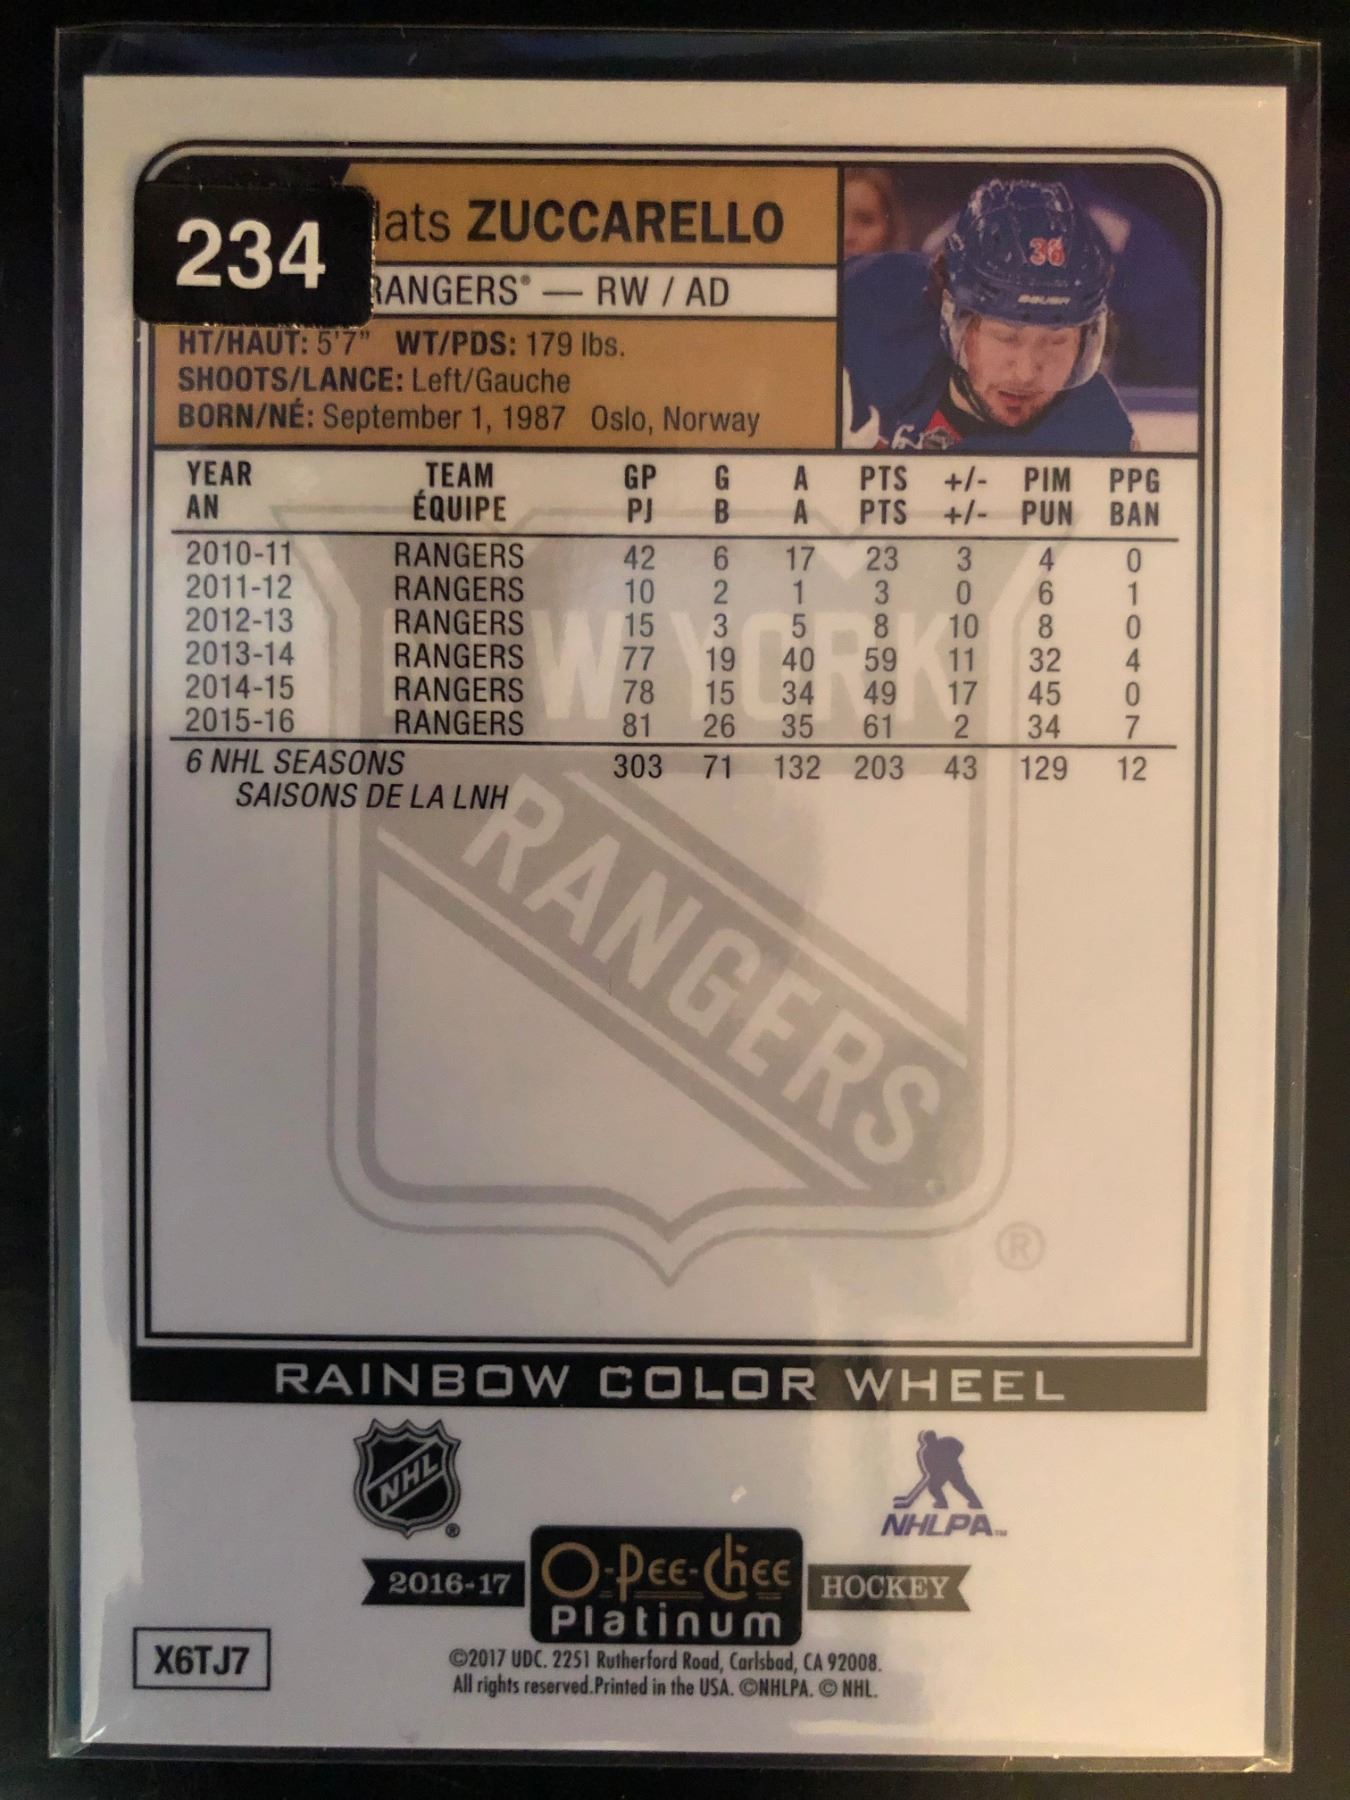 234
ats ZUCCARELLO
RANGERS® — RW / AD
36
BAUER
HT/HAUT: 5'7" WT/PDS: 179 lbs.
SHOOTS/LANCE: Left/Gauche
BORN/NÉ: September 1, 1987 Oslo, Norway
YEAR TEAM GP G A PTS +/- PIM PPG
AN ÉQUIPE PJ B A PTS +/- PUN BAN
2010-11 RANGERS 42 6 17 23 3 4 0
2011-12 RANGERS 10 2 1 3 0 6 1
2012-13 RANGERS 15 3 5 8 10 8 0
2013-14 RANGERS 77 19 40 59 11 32 4
2014-15 RANGERS 78 15 34 49 17 45 0
2015-16 RANGERS 81 26 35 61 2 34 7
6 NHL SEASONS 303 71 132 203 43 129 12
SAISONS DE LA LNH
NEW YORK
RANGERS
®
RAINBOW COLOR WHEEL
NHL ®
NHLPA™
2016-17 O-Pee-Chee HOCKEY
Platinum
X6TJ7
©2017 UDC. 2251 Rutherford Road, Carlsbad, CA 92008.
All rights reserved.Printed in the USA. ©NHLPA. © NHL.